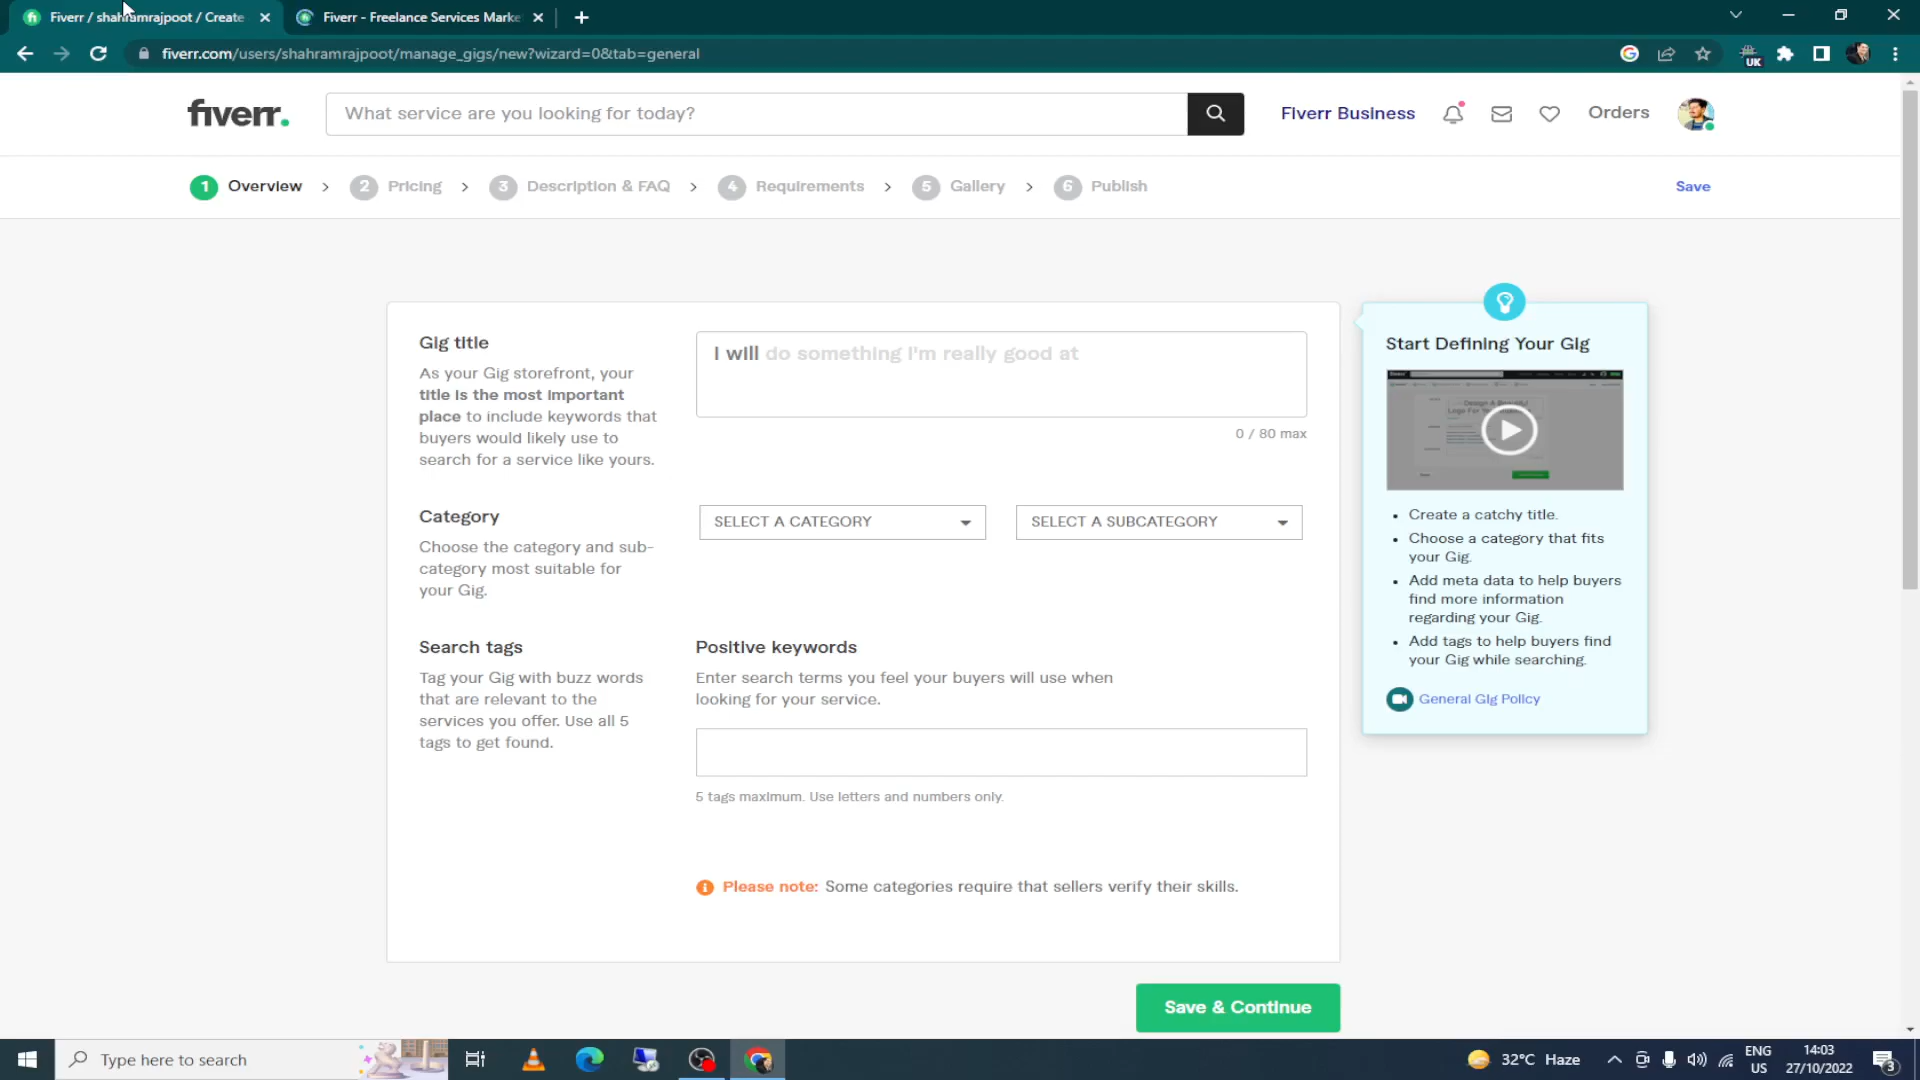 Fiverr / shahramrajpoot / Create
Fiverr - Freelance Services Marke
fiverr.com/users/shahramrajpoot/manage_gigs/new?wizard=0&tab=general
UK
fiverr.
What service are you looking for today?
Fiverr Business
Orders
1 Overview
2 Pricing
3 Description & FAQ
4 Requirements
5 Gallery
6 Publish
Save
Gig title
As your Gig storefront, your
title is the most important
place to include keywords that
buyers would likely use to
search for a service like yours.
I will do something I'm really good at
0 / 80 max
Category
Choose the category and sub-
category most suitable for
your Gig.
SELECT A CATEGORY
SELECT A SUBCATEGORY
Search tags
Tag your Gig with buzz words
that are relevant to the
services you offer. Use all 5
tags to get found.
Positive keywords
Enter search terms you feel your buyers will use when
looking for your service.
5 tags maximum. Use letters and numbers only.
Please note: Some categories require that sellers verify their skills.
Save & Continue
Start Defining Your Gig
Create a catchy title.
Choose a category that fits
your Gig.
Add meta data to help buyers
find more information
regarding your Gig.
Add tags to help buyers find
your Gig while searching.
General Gig Policy
Type here to search
32°C Haze
ENG
US
14:03
27/10/2022
3